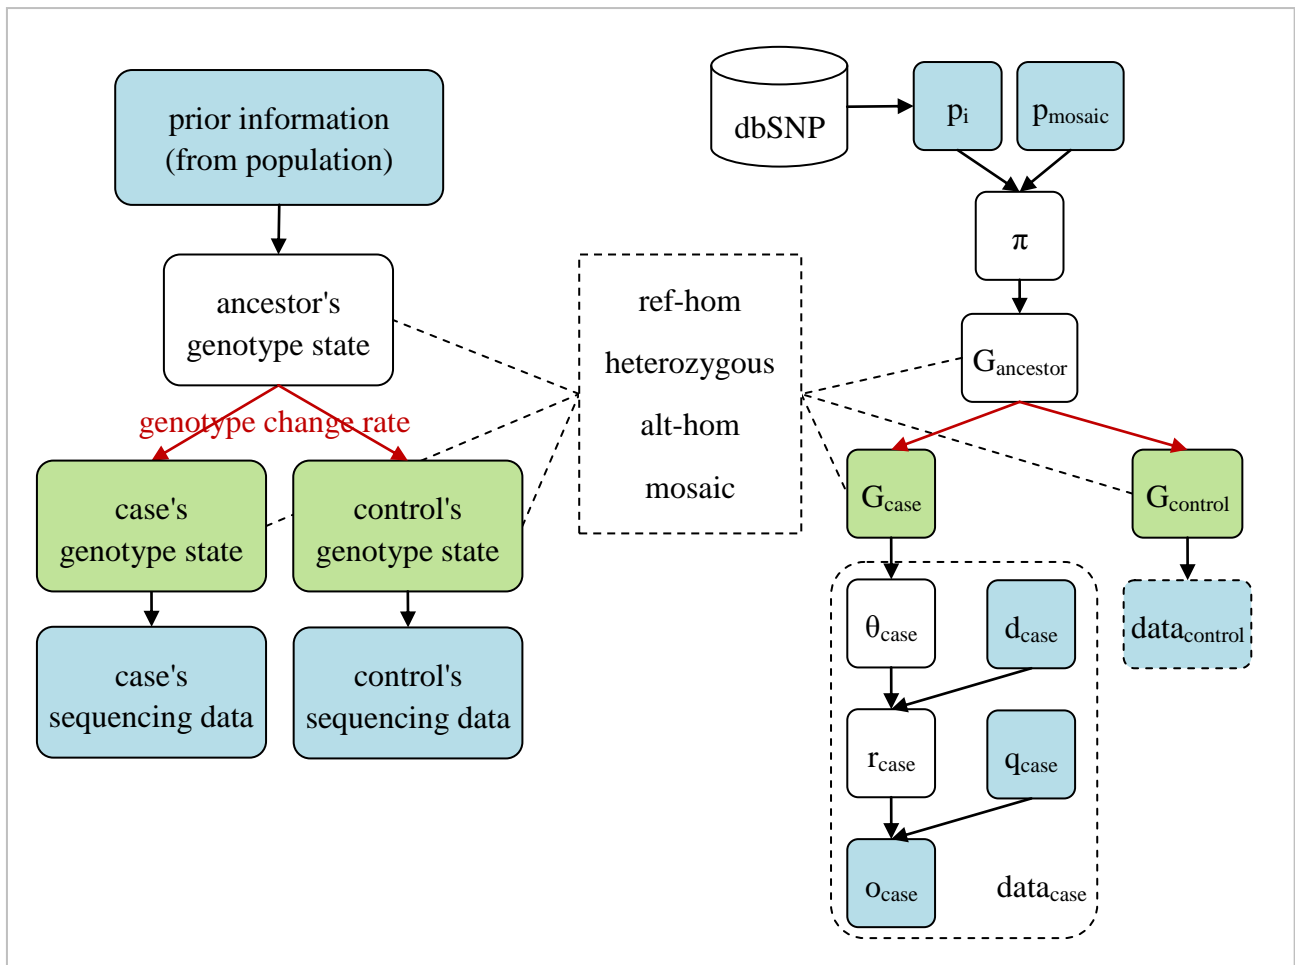 prior information
(from population)
ancestor's
genotype state
genotype change rate
case's
genotype state
control's
genotype state
case's
sequencing data
control's
sequencing data
ref-hom
heterozygous
alt-hom
mosaic
dbSNP
pi
pmosaic
π
Gancestor
Gcase
Gcontrol
θcase
dcase
datacontrol
rcase
qcase
ocase
datacase